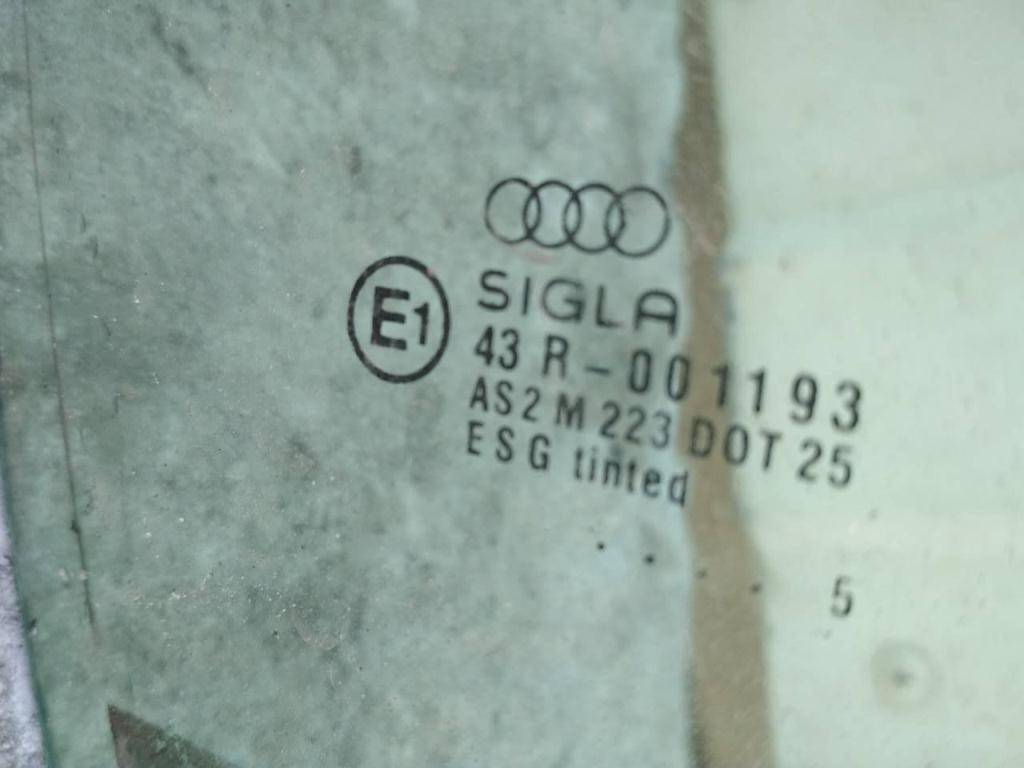 SIGLA
E1
43 R - 001193
AS2 M 223 DOT 25
ESG tinted
. . . . 5